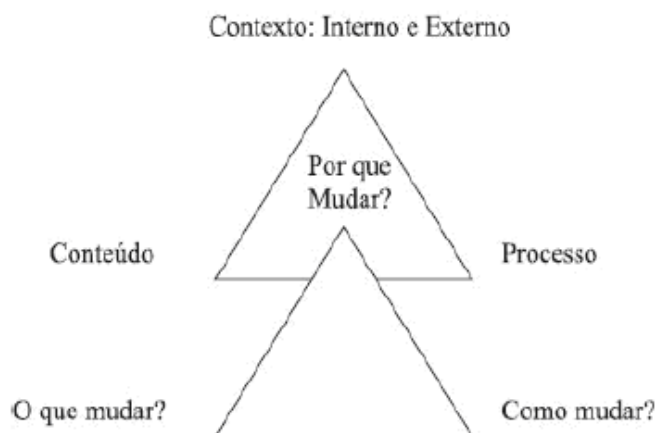 Contexto: Interno e Externo
Por que
Mudar?
Conteúdo
Processo
O que mudar?
Como mudar?